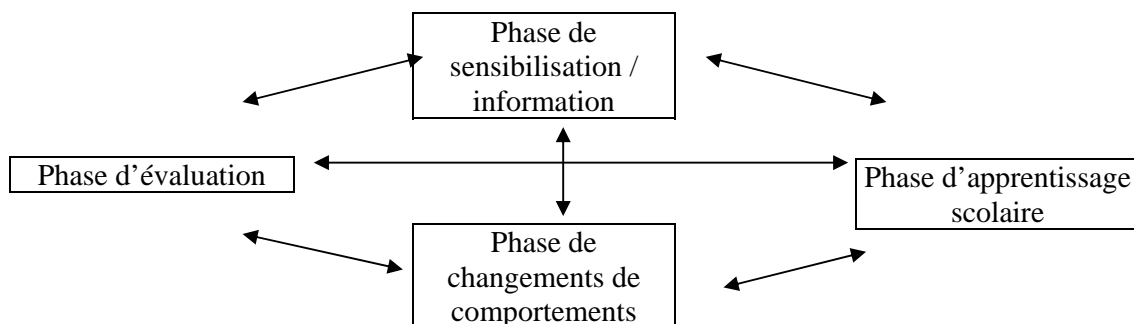 Phase de
sensibilisation /
information
Phase d’évaluation
Phase d’apprentissage
scolaire
Phase de
changements de
comportements